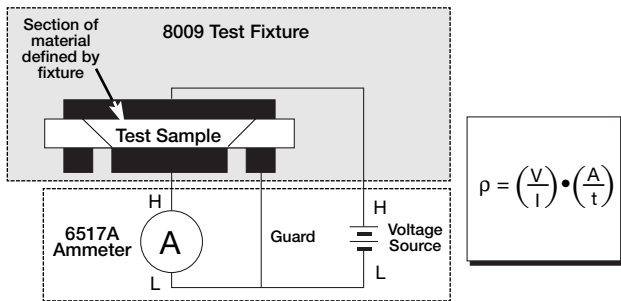 Section of
material
defined by
fixture
8009 Test Fixture
Test Sample
H
6517A
Ammeter
A
L
Guard
H
Voltage
Source
L
ρ = (V/I) • (A/t)